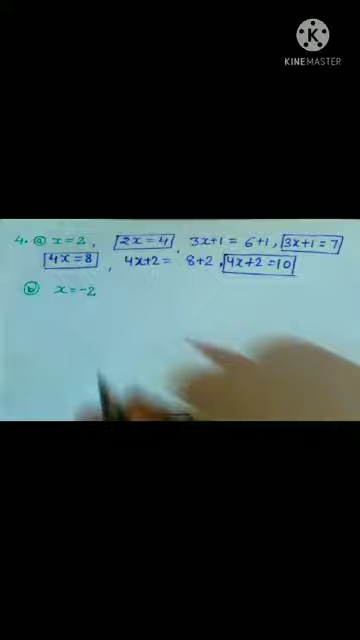 K
KINEMASTER
4. ⓐ x = 2, 2x = 4. 3x+1 = 6+1, 3x+1 = 7
4x = 8, 4x+2 = 8+2, 4x+2 = 10
ⓑ x = -2